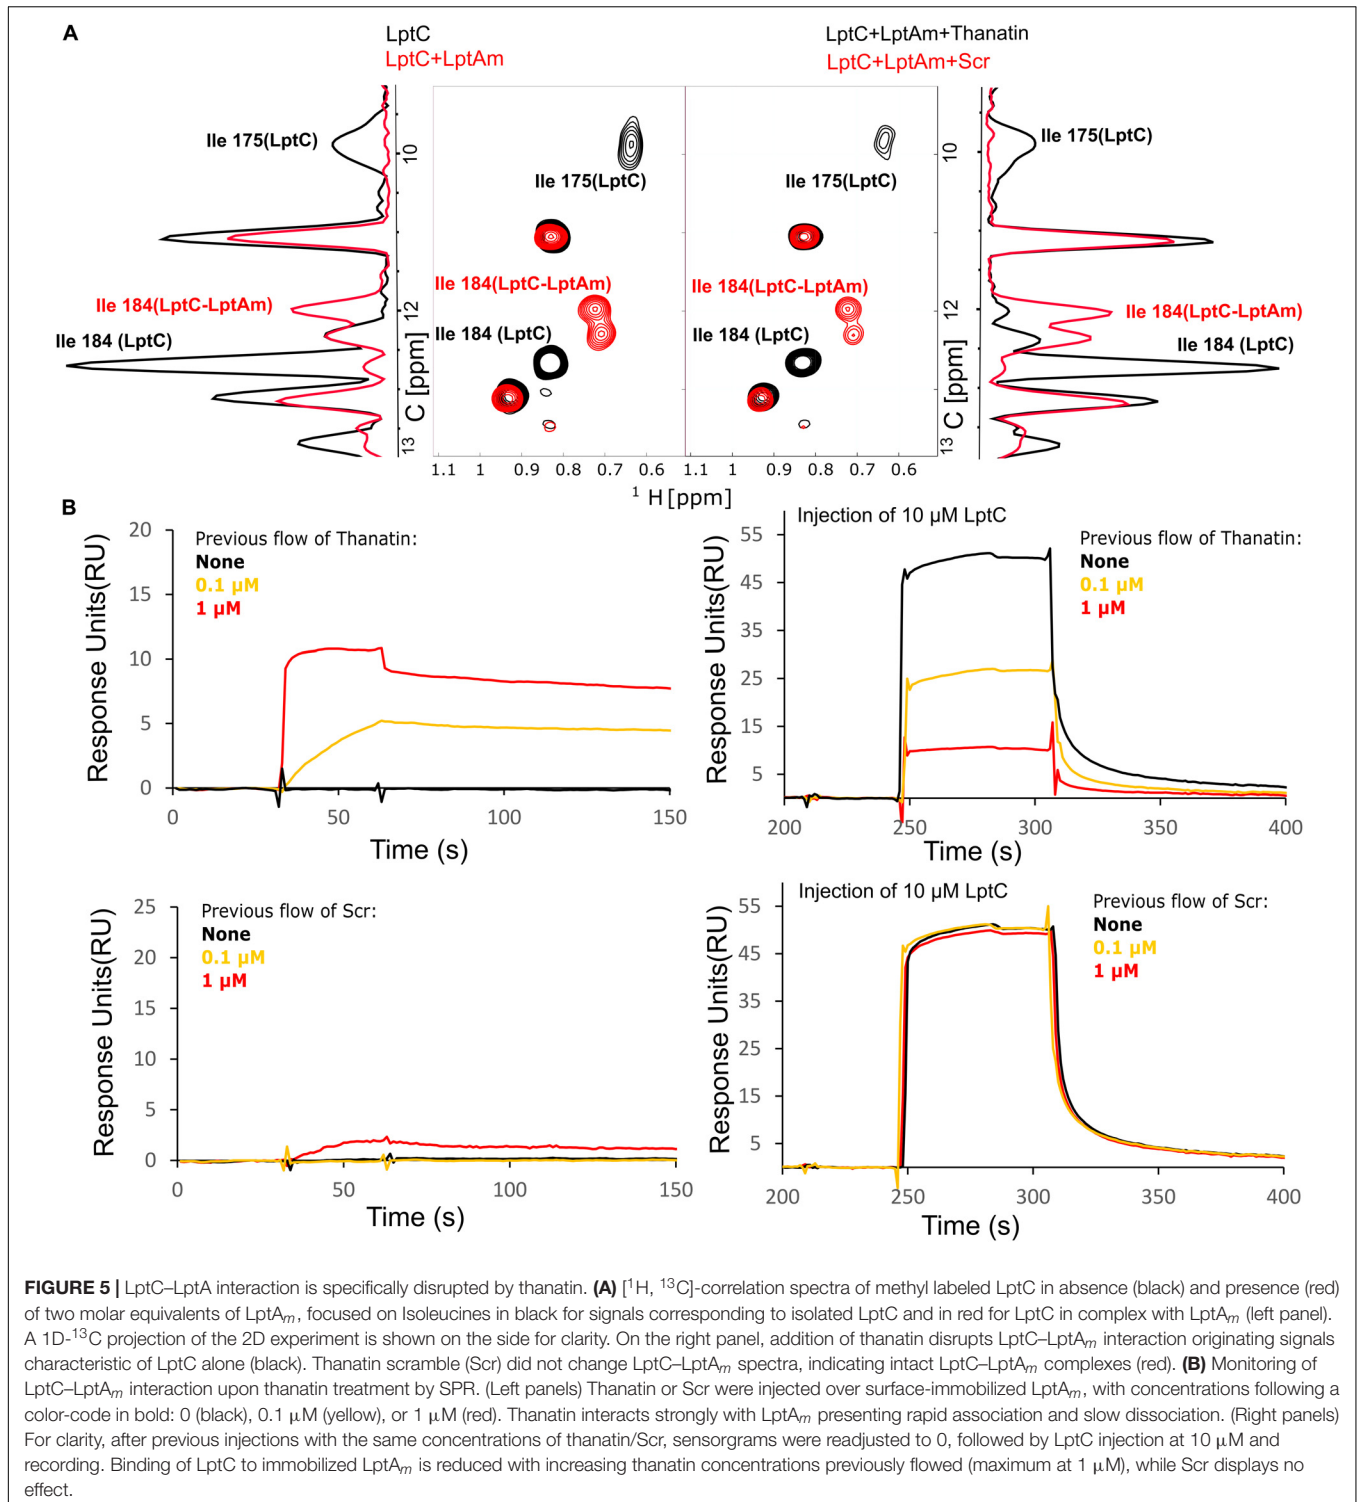 A
LptC
LptC+LptAm
LptC+LptAm+Thanatin
LptC+LptAm+Scr
Ile 175(LptC)
10
Ile 175(LptC)
Ile 175(LptC)
Ile 175(LptC)
10
Ile 184(LptC-LptAm)
12
Ile 184(LptC-LptAm)
Ile 184(LptC-LptAm)
12
Ile 184(LptC-LptAm)
Ile 184 (LptC)
Ile 184 (LptC)
Ile 184 (LptC)
Ile 184 (LptC)
13 C [ppm]
13 C [ppm]
1.1 1 0.9 0.8 0.7 0.6
1.1 1 0.9 0.8 0.7 0.6
1 H [ppm]
B
Response Units(RU)
20
15
10
5
0
Previous flow of Thanatin:
None
0.1 µM
1 µM
0 50 100 150
Time (s)
Injection of 10 µM LptC
Response Units(RU)
55
45
35
25
15
5
Previous flow of Thanatin:
None
0.1 µM
1 µM
200 250 300 350 400
Time (s)
Response Units(RU)
25
20
15
10
5
0
Previous flow of Scr:
None
0.1 µM
1 µM
0 50 100 150
Time (s)
Injection of 10 µM LptC
Response Units(RU)
55
45
35
25
15
5
Previous flow of Scr:
None
0.1 µM
1 µM
200 250 300 350 400
Time (s)
FIGURE 5 | LptC–LptA interaction is specifically disrupted by thanatin. (A) [¹H, ¹³C]-correlation spectra of methyl labeled LptC in absence (black) and presence (red)
of two molar equivalents of LptAm, focused on Isoleucines in black for signals corresponding to isolated LptC and in red for LptC in complex with LptAm (left panel).
A 1D-¹³C projection of the 2D experiment is shown on the side for clarity. On the right panel, addition of thanatin disrupts LptC–LptAm interaction originating signals
characteristic of LptC alone (black). Thanatin scramble (Scr) did not change LptC–LptAm spectra, indicating intact LptC–LptAm complexes (red). (B) Monitoring of
LptC–LptAm interaction upon thanatin treatment by SPR. (Left panels) Thanatin or Scr were injected over surface-immobilized LptAm, with concentrations following a
color-code in bold: 0 (black), 0.1 µM (yellow), or 1 µM (red). Thanatin interacts strongly with LptAm presenting rapid association and slow dissociation. (Right panels)
For clarity, after previous injections with the same concentrations of thanatin/Scr, sensorgrams were readjusted to 0, followed by LptC injection at 10 µM and
recording. Binding of LptC to immobilized LptAm is reduced with increasing thanatin concentrations previously flowed (maximum at 1 µM), while Scr displays no
effect.